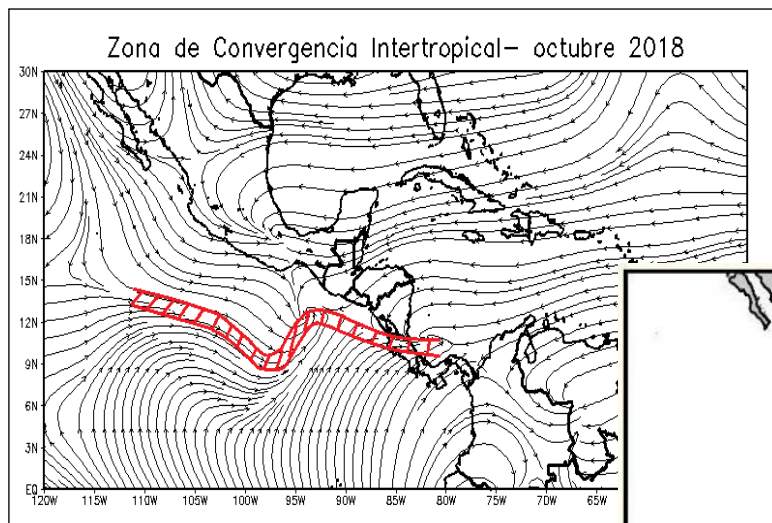 Zona de Convergencia Intertropical– octubre 2018
30N
27N
24N
21N
18N
15N
12N
9N
6N
3N
EQ
120W 115W 110W 105W 100W 95W 90W 85W 80W 75W 70W 65W